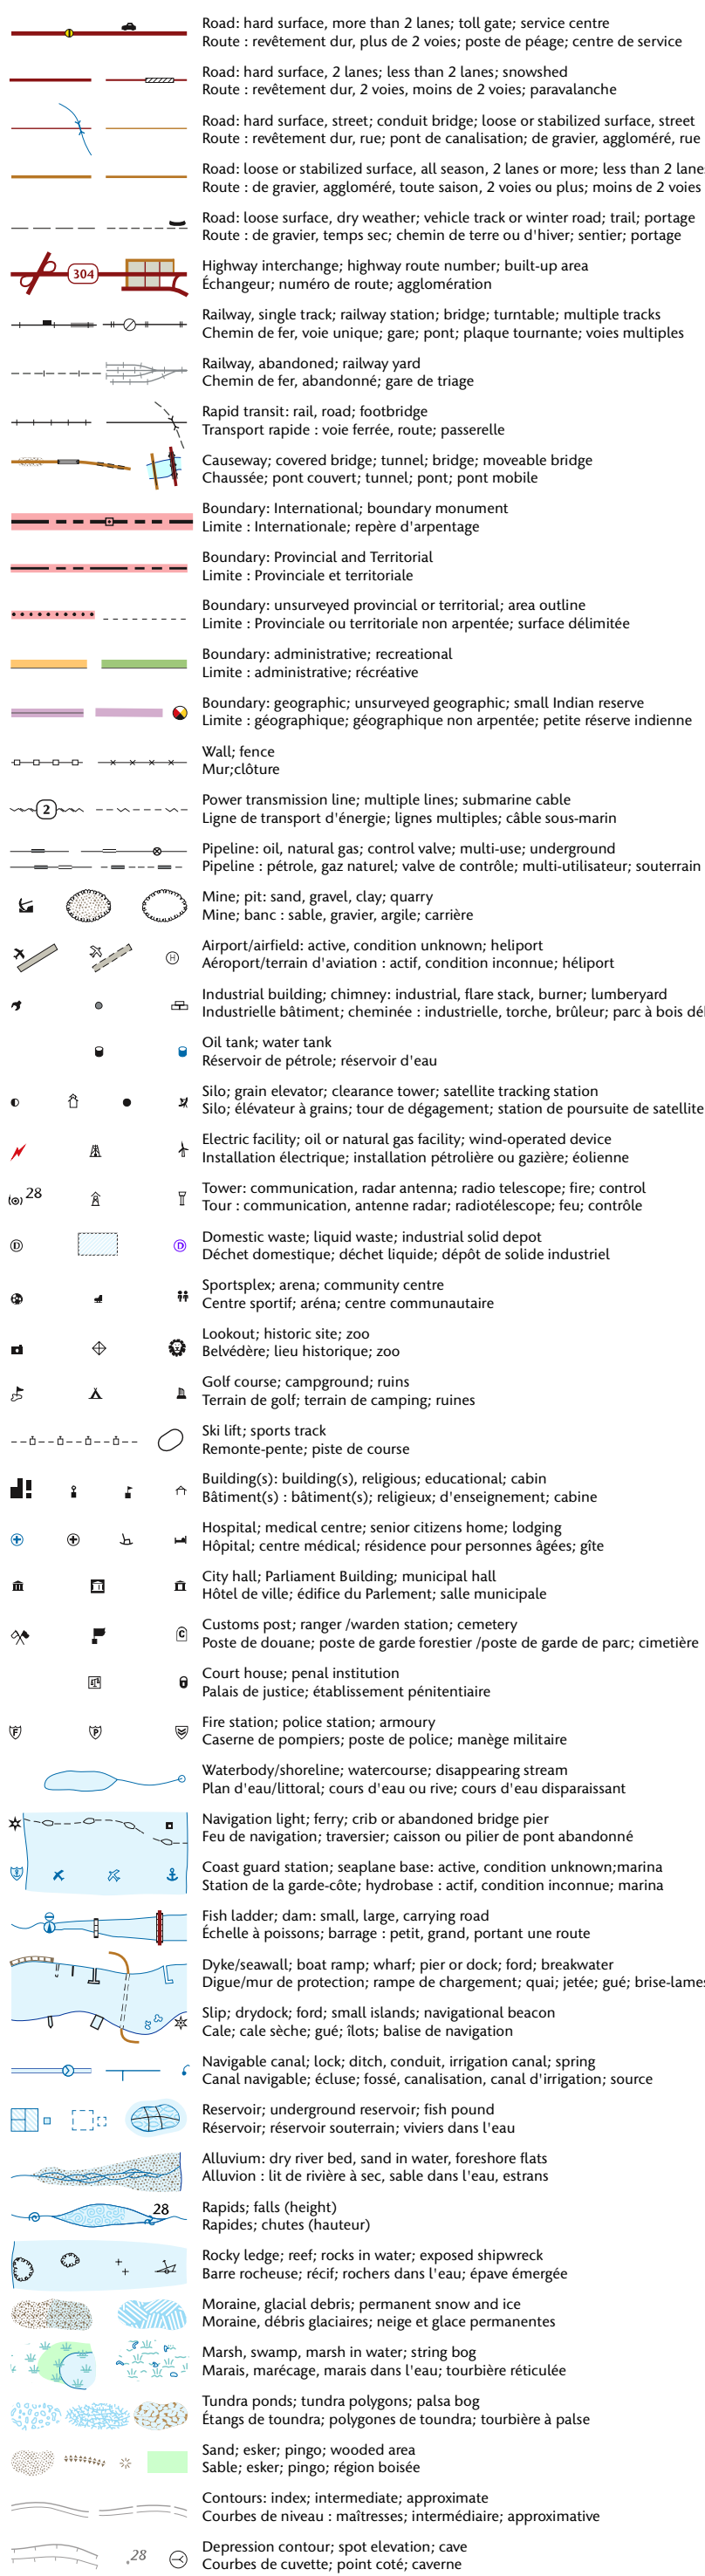 Road: hard surface, more than 2 lanes; toll gate; service centre
Route : revêtement dur, plus de 2 voies; poste de péage; centre de service
Road: hard surface, 2 lanes; less than 2 lanes; snowshed
Route : revêtement dur, 2 voies, moins de 2 voies; paravalanche
Road: hard surface, street; conduit bridge; loose or stabilized surface, street
Route : revêtement dur, rue; pont de canalisation; de gravier, aggloméré, rue
Road: loose or stabilized surface, all season, 2 lanes or more; less than 2 lane
Route : de gravier, aggloméré, toute saison, 2 voies ou plus; moins de 2 voies
Road: loose surface, dry weather; vehicle track or winter road; trail; portage
Route : de gravier, temps sec; chemin de terre ou d'hiver; sentier; portage
304
Highway interchange; highway route number; built-up area
Échangeur; numéro de route; agglomération
Railway, single track; railway station; bridge; turntable; multiple tracks
Chemin de fer, voie unique; gare; pont; plaque tournante; voies multiples
Railway, abandoned; railway yard
Chemin de fer, abandonné; gare de triage
Rapid transit: rail, road; footbridge
Transport rapide : voie ferrée, route; passerelle
Causeway; covered bridge; tunnel; bridge; moveable bridge
Chaussée; pont couvert; tunnel; pont; pont mobile
Boundary: International; boundary monument
Limite : Internationale; repère d'arpentage
Boundary: Provincial and Territorial
Limite : Provinciale et territoriale
Boundary: unsurveyed provincial or territorial; area outline
Limite : Provinciale ou territoriale non arpentée; surface délimitée
Boundary: administrative; recreational
Limite : administrative; récréative
Boundary: geographic; unsurveyed geographic; small Indian reserve
Limite : géographique; géographique non arpentée; petite réserve indienne
Wall; fence
Mur;clôture
2
Power transmission line; multiple lines; submarine cable
Ligne de transport d'énergie; lignes multiples; câble sous-marin
Pipeline: oil, natural gas; control valve; multi-use; underground
Pipeline : pétrole, gaz naturel; valve de contrôle; multi-utilisateur; souterrain
Mine; pit: sand, gravel, clay; quarry
Mine; banc : sable, gravier, argile; carrière
H
Airport/airfield: active, condition unknown; heliport
Aéroport/terrain d'aviation : actif, condition inconnue; héliport
Industrial building; chimney: industrial, flare stack, burner; lumberyard
Industrielle bâtiment; cheminée : industrielle, torche, brûleur; parc à bois dé
Oil tank; water tank
Réservoir de pétrole; réservoir d'eau
Silo; grain elevator; clearance tower; satellite tracking station
Silo; élévateur à grains; tour de dégagement; station de poursuite de satellite
Electric facility; oil or natural gas facility; wind-operated device
Installation électrique; installation pétrolière ou gazière; éolienne
28
Tower: communication, radar antenna; radio telescope; fire; control
Tour : communication, antenne radar; radiotélescope; feu; contrôle
D D
Domestic waste; liquid waste; industrial solid depot
Déchet domestique; déchet liquide; dépôt de solide industriel
Sportsplex; arena; community centre
Centre sportif; aréna; centre communautaire
Lookout; historic site; zoo
Belvédère; lieu historique; zoo
Golf course; campground; ruins
Terrain de golf; terrain de camping; ruines
Ski lift; sports track
Remonte-pente; piste de course
Building(s): building(s), religious; educational; cabin
Bâtiment(s) : bâtiment(s); religieux; d'enseignement; cabine
Hospital; medical centre; senior citizens home; lodging
Hôpital; centre médical; résidence pour personnes âgées; gîte
City hall; Parliament Building; municipal hall
Hôtel de ville; édifice du Parlement; salle municipale
C
Customs post; ranger /warden station; cemetery
Poste de douane; poste de garde forestier /poste de garde de parc; cimetière
Court house; penal institution
Palais de justice; établissement pénitentiaire
F P
Fire station; police station; armoury
Caserne de pompiers; poste de police; manège militaire
Waterbody/shoreline; watercourse; disappearing stream
Plan d'eau/littoral; cours d'eau ou rive; cours d'eau disparaissant
Navigation light; ferry; crib or abandoned bridge pier
Feu de navigation; traversier; caisson ou pilier de pont abandonné
Coast guard station; seaplane base: active, condition unknown;marina
Station de la garde-côte; hydrobase : actif, condition inconnue; marina
Fish ladder; dam: small, large, carrying road
Échelle à poissons; barrage : petit, grand, portant une route
Dyke/seawall; boat ramp; wharf; pier or dock; ford; breakwater
Digue/mur de protection; rampe de chargement; quai; jetée; gué; brise-lames
Slip; drydock; ford; small islands; navigational beacon
Cale; cale sèche; gué; îlots; balise de navigation
Navigable canal; lock; ditch, conduit, irrigation canal; spring
Canal navigable; écluse; fossé, canalisation, canal d'irrigation; source
Reservoir; underground reservoir; fish pound
Réservoir; réservoir souterrain; viviers dans l'eau
Alluvium: dry river bed, sand in water, foreshore flats
Alluvion : lit de rivière à sec, sable dans l'eau, estrans
28
Rapids; falls (height)
Rapides; chutes (hauteur)
Rocky ledge; reef; rocks in water; exposed shipwreck
Barre rocheuse; récif; rochers dans l'eau; épave émergée
Moraine, glacial debris; permanent snow and ice
Moraine, débris glaciaires; neige et glace permanentes
Marsh, swamp, marsh in water; string bog
Marais, marécage, marais dans l'eau; tourbière réticulée
Tundra ponds; tundra polygons; palsa bog
Étangs de toundra; polygones de toundra; tourbière à palse
Sand; esker; pingo; wooded area
Sable; esker; pingo; région boisée
Contours: index; intermediate; approximate
Courbes de niveau : maîtresses; intermédiaire; approximative
.28
Depression contour; spot elevation; cave
Courbes de cuvette; point coté; caverne